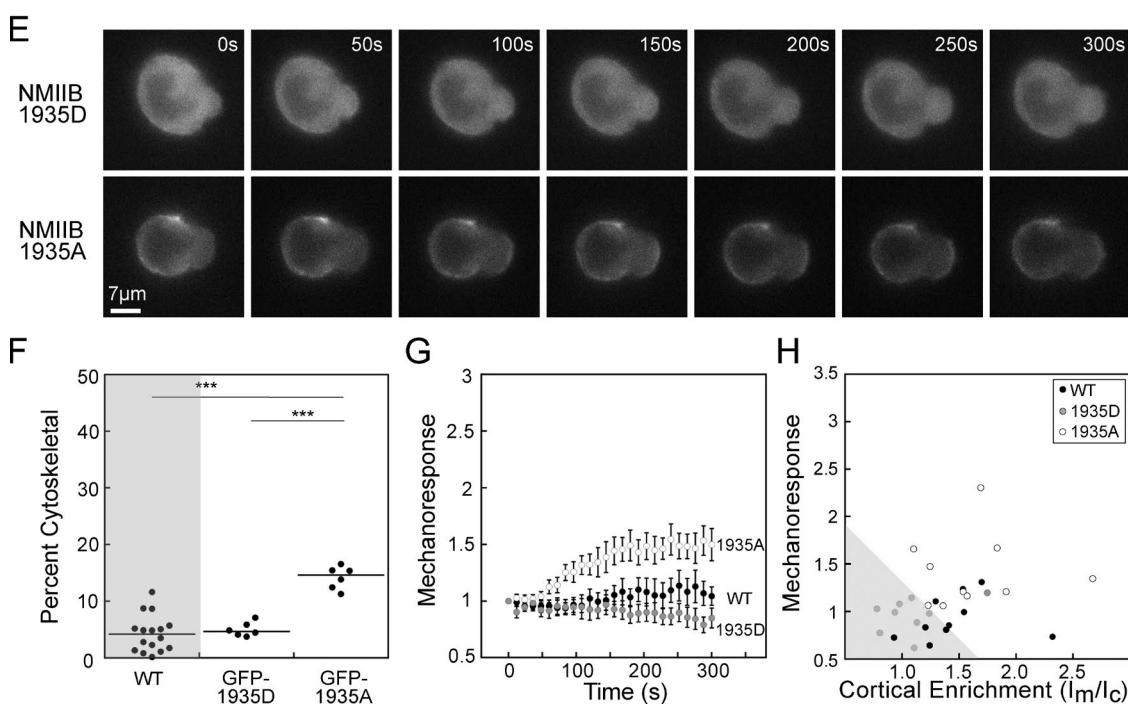 E
0s 50s 100s 150s 200s 250s 300s
NMIIB
1935D
NMIIB
1935A
7µm
F
Percent Cytoskeletal
50
40
30
20
10
0
***
***
WT
GFP-
1935D
GFP-
1935A
G
Mechanoresponse
3
2.5
2
1.5
1
0.5
1935A
WT
1935D
0 100 200 300
Time (s)
H
Mechanoresponse
3.5
3
2.5
2
1.5
1
0.5
WT
1935D
1935A
1.0 1.5 2.0 2.5
Cortical Enrichment (Im/Ic)